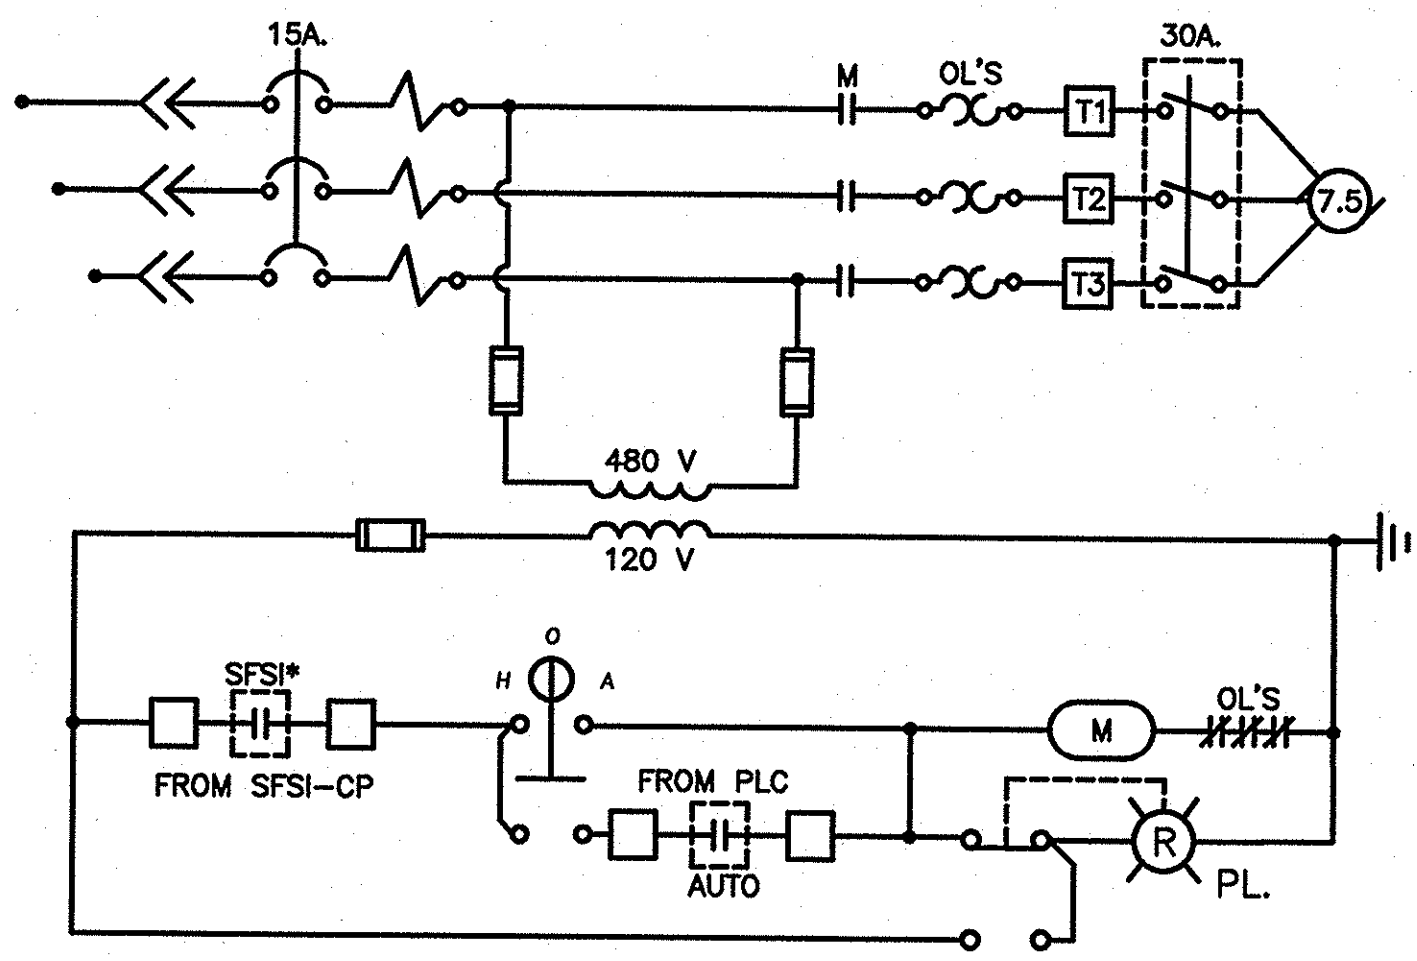 15A.
30A.
M
OL'S
T1
T2
7.5
T3
480 V
120 V
O
H
A
SFSI*
OL'S
M
FROM SFSI-CP
FROM PLC
R
AUTO
PL.